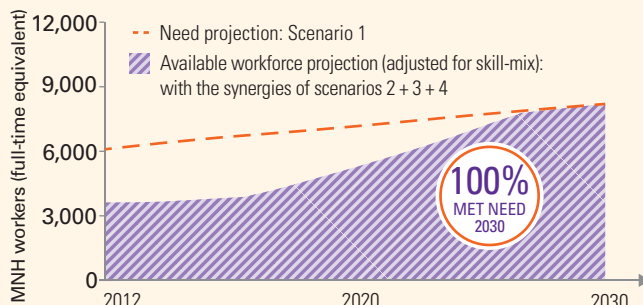 MNH workers (full-time equivalent)
12,000
9,000
6,000
3,000
0
Need projection: Scenario 1
Available workforce projection (adjusted for skill-mix):
with the synergies of scenarios 2 + 3 + 4
100%
MET NEED
2030
2012
2020
2030